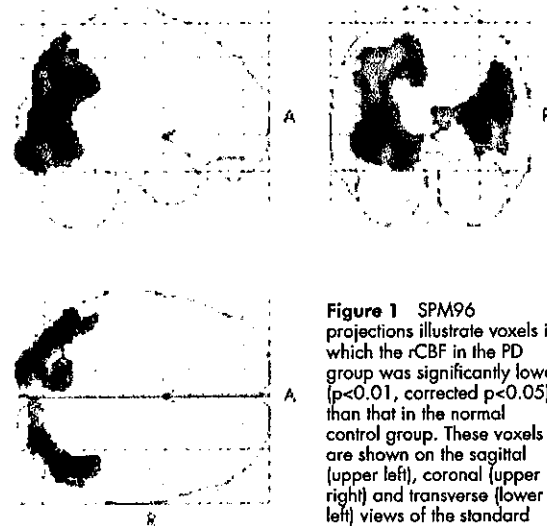 A
R
A
R
Figure 1 SPM96
projections illustrate voxels i
which the rCBF in the PD
group was significantly lowe
(p<0.01, corrected p<0.05)
than that in the normal
control group. These voxels
are shown on the sagittal
(upper left), coronal (upper
right) and transverse (lower
left) views of the standard